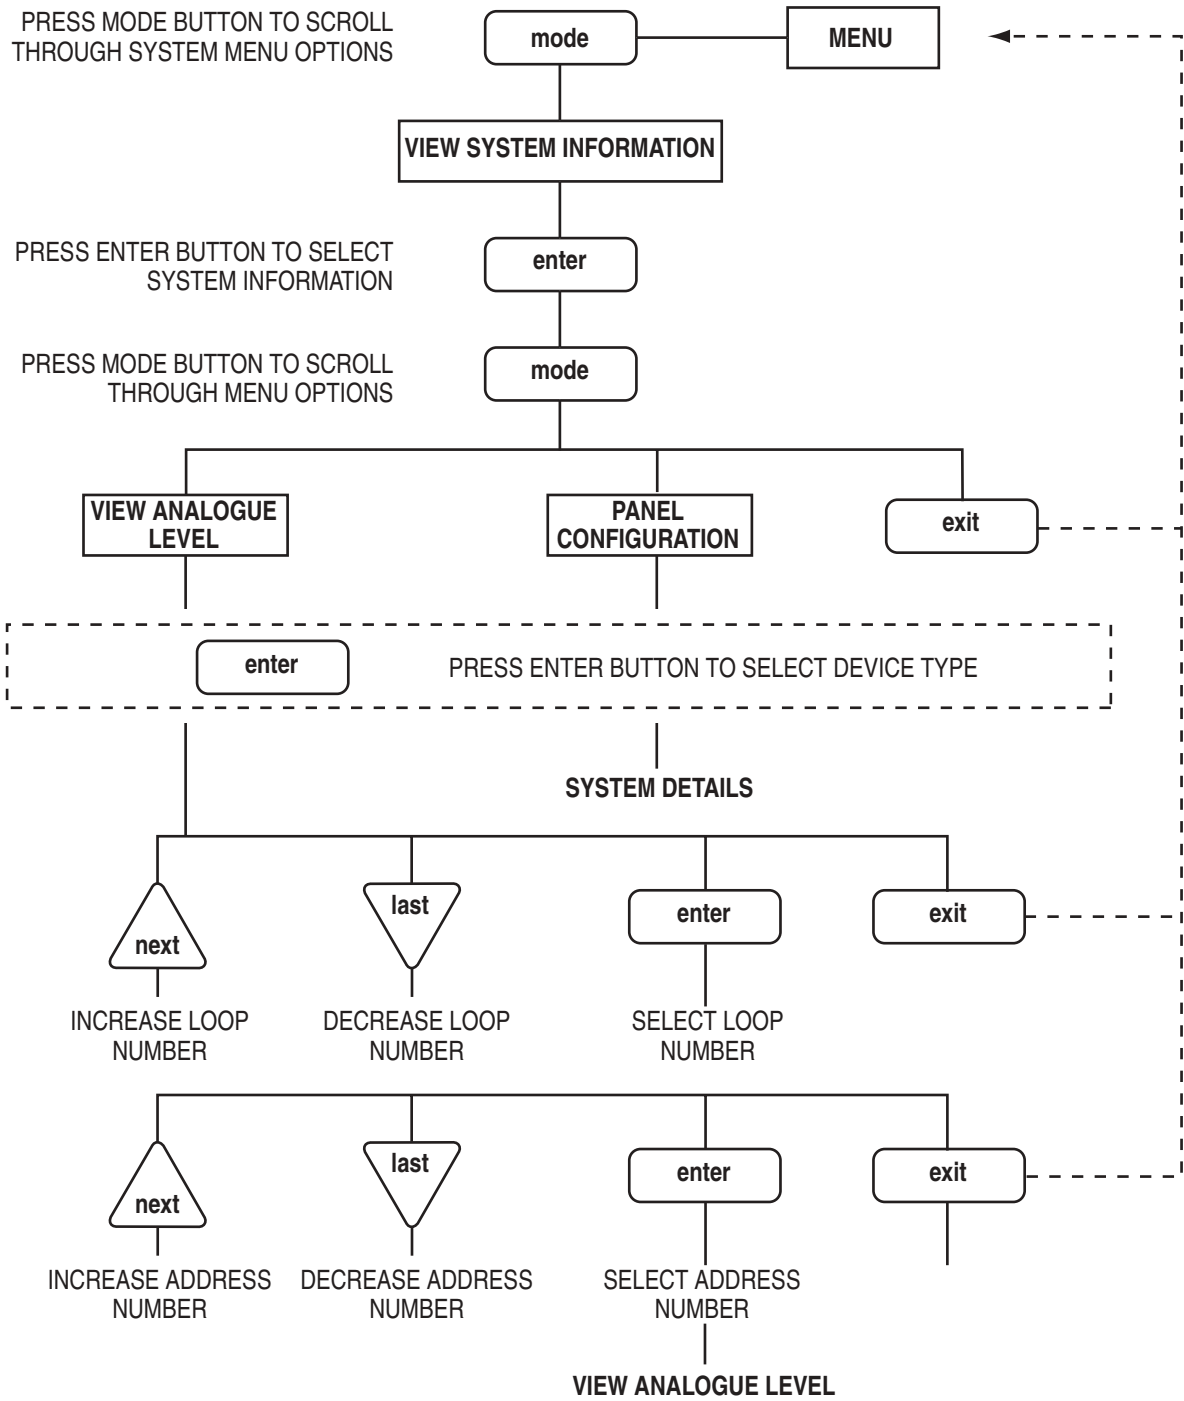 PRESS MODE BUTTON TO SCROLL
THROUGH SYSTEM MENU OPTIONS
mode
MENU
VIEW SYSTEM INFORMATION
PRESS ENTER BUTTON TO SELECT
SYSTEM INFORMATION
enter
PRESS MODE BUTTON TO SCROLL
THROUGH MENU OPTIONS
mode
VIEW ANALOGUE
LEVEL
PANEL
CONFIGURATION
exit
enter
PRESS ENTER BUTTON TO SELECT DEVICE TYPE
SYSTEM DETAILS
next
last
enter
exit
INCREASE LOOP
NUMBER
DECREASE LOOP
NUMBER
SELECT LOOP
NUMBER
next
last
enter
exit
INCREASE ADDRESS
NUMBER
DECREASE ADDRESS
NUMBER
SELECT ADDRESS
NUMBER
VIEW ANALOGUE LEVEL